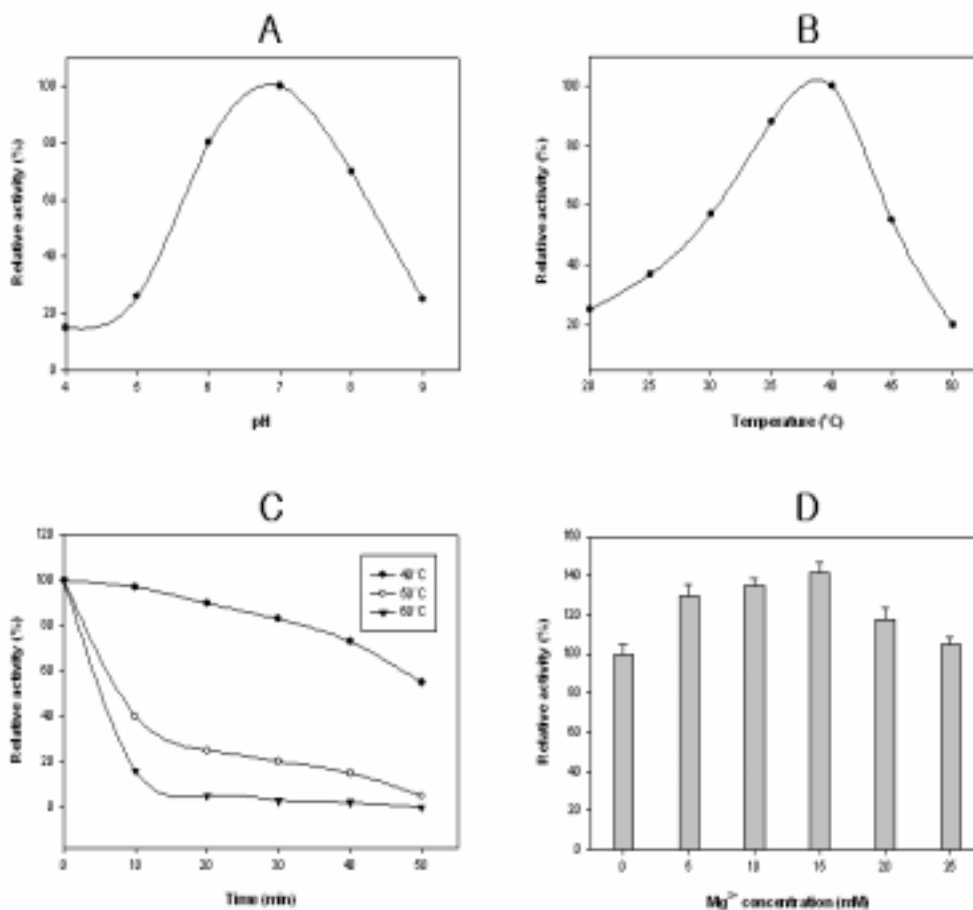 A
Relative activity (%)
100
80
60
40
20
0
4 5 6 7 8 9
pH
B
Relative activity (%)
100
80
60
40
20
20 25 30 35 40 45 50
Temperature (°C)
C
Relative activity (%)
120
100
80
60
40
20
0
40°C
50°C
60°C
0 10 20 30 40 50
Time (min)
D
Relative activity (%)
160
140
120
100
80
60
40
20
0
0 5 10 15 20 25
Mg²⁺ concentration (mM)